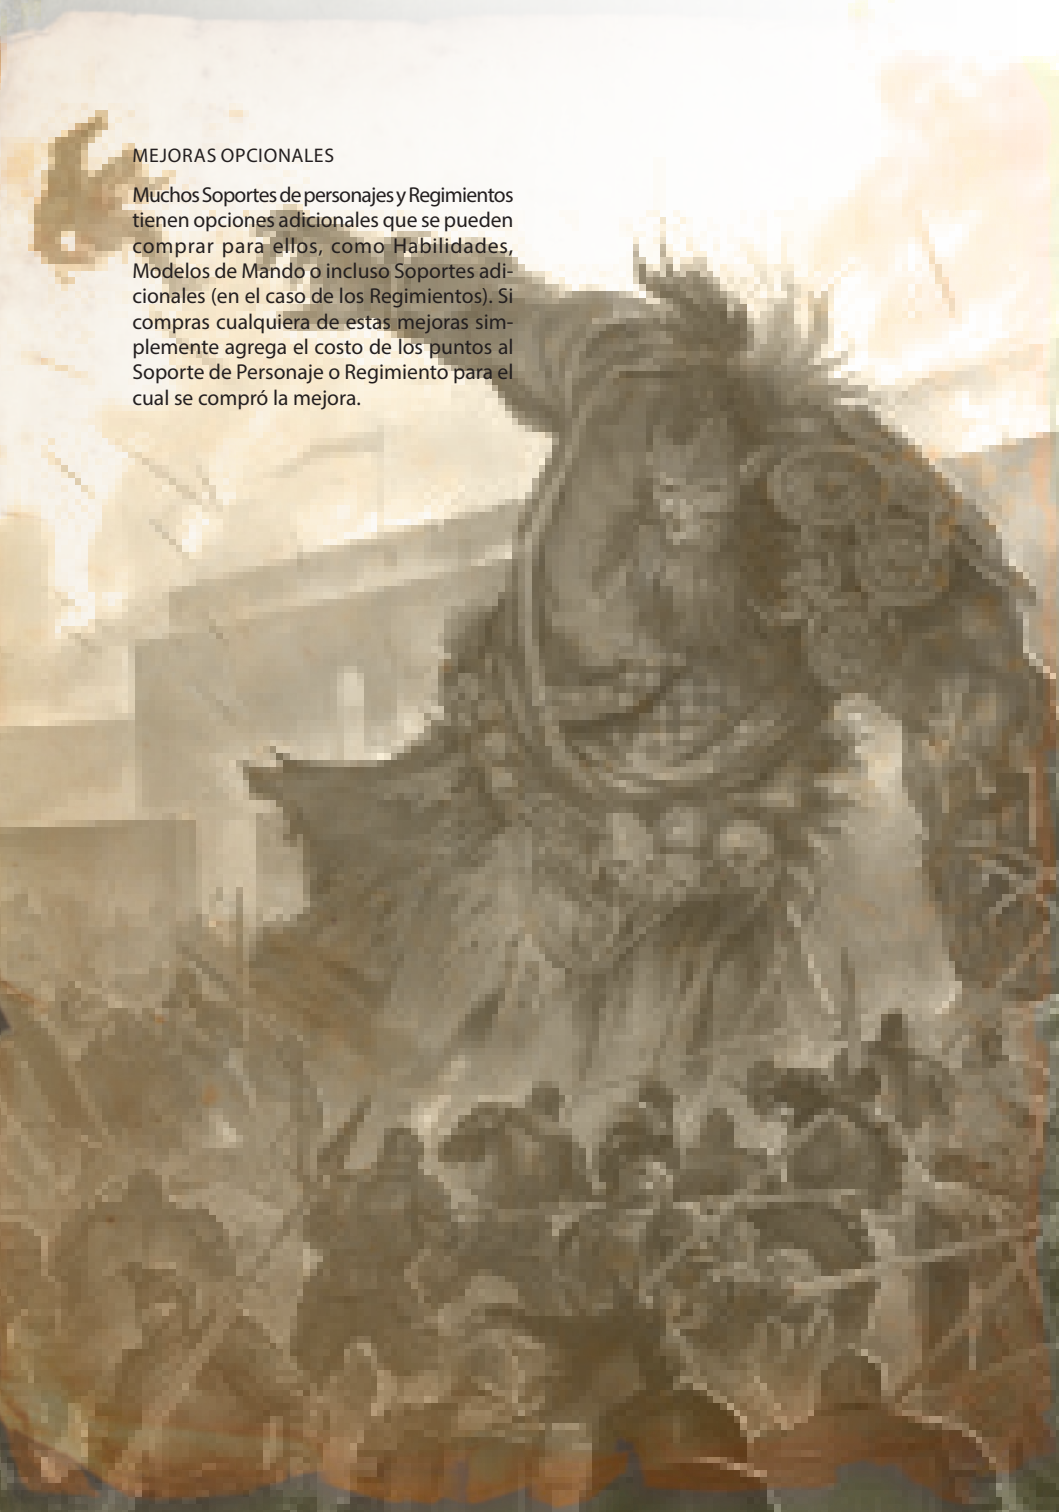 MEJORAS OPCIONALES
Muchos Soportes de personajes y Regimientos
tienen opciones adicionales que se pueden
comprar para ellos, como Habilidades,
Modelos de Mando o incluso Soportes adi-
cionales (en el caso de los Regimientos). Si
compras cualquiera de estas mejoras sim-
plemente agrega el costo de los puntos al
Soporte de Personaje o Regimiento para el
cual se compró la mejora.